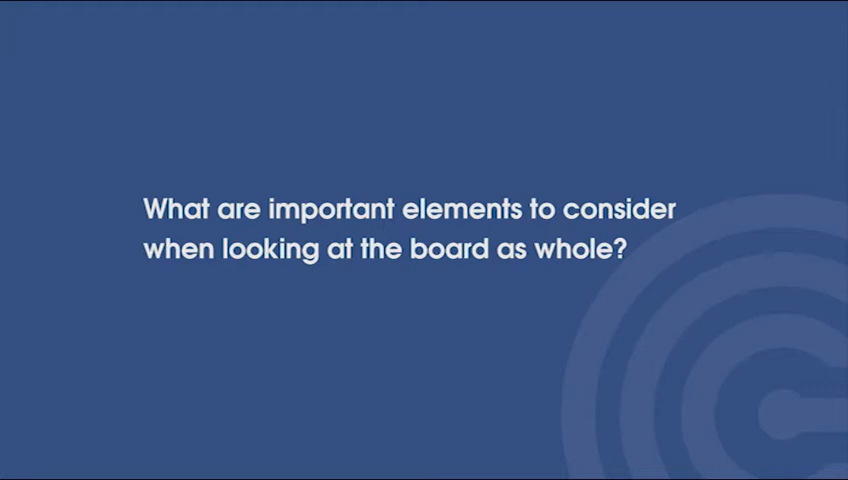 What are important elements to consider
when looking at the board as whole?